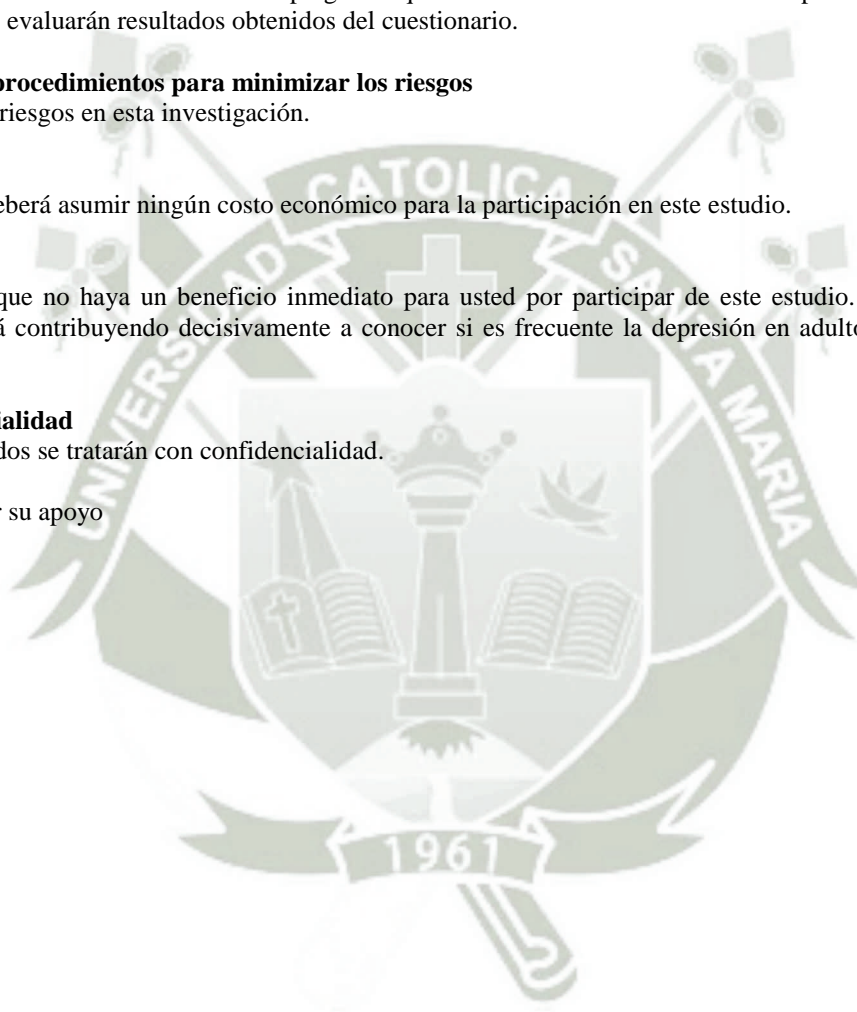 evaluarán resultados obtenidos del cuestionario.
procedimientos para minimizar los riesgos
riesgos en esta investigación.
CATOLICA
eberá asumir ningún costo económico para la participación en este estudio.
UNIVERSIDAD
SANTA MARIA
que no haya un beneficio inmediato para usted por participar de este estudio.
á contribuyendo decisivamente a conocer si es frecuente la depresión en adulto
ialidad
dos se tratarán con confidencialidad.
r su apoyo
1961